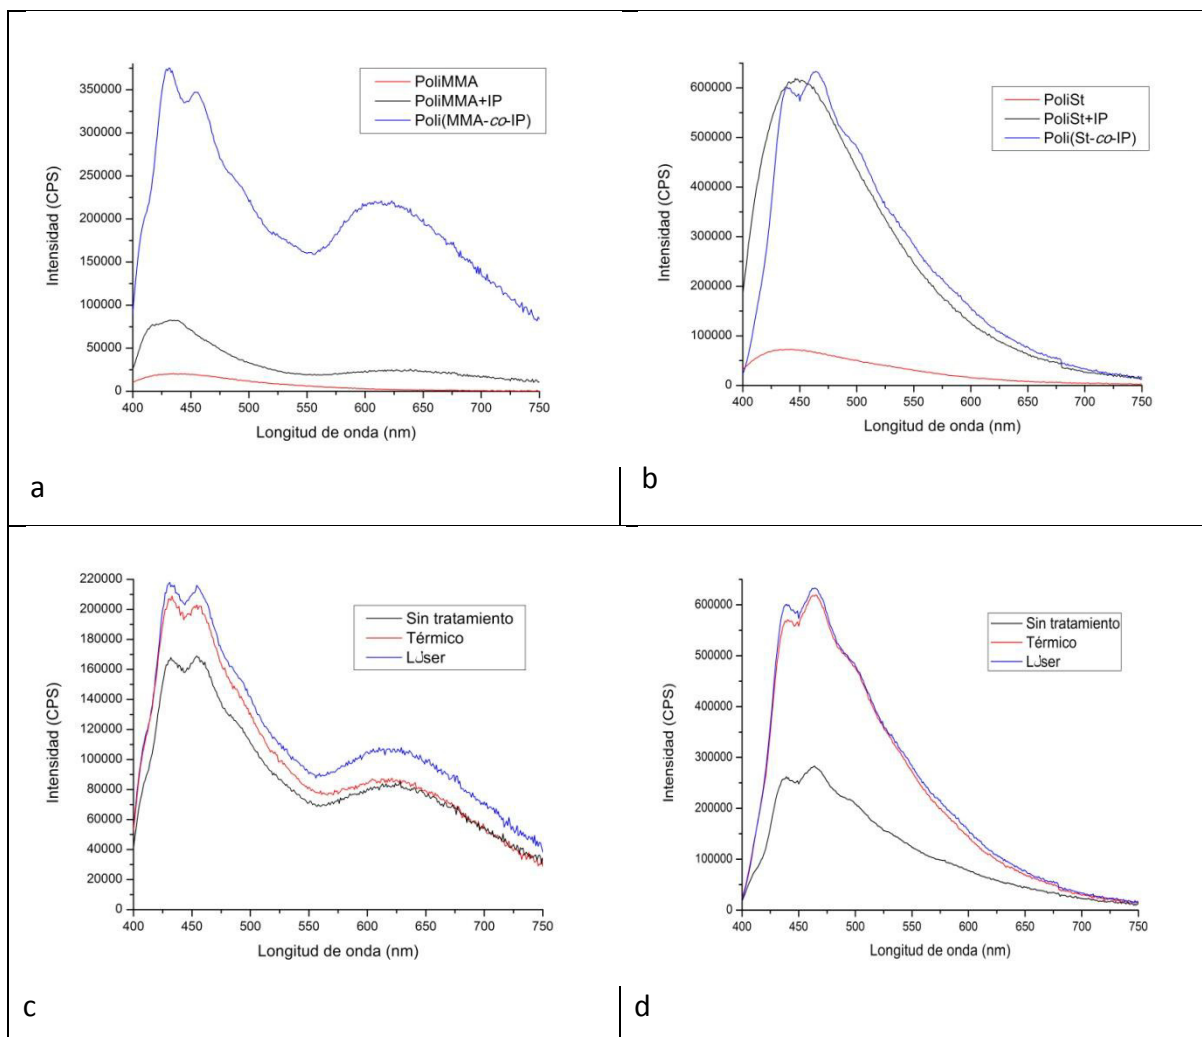 350000
300000
250000
200000
150000
100000
50000
0
Intensidad (CPS)
PoliMMA
PoliMMA+IP
Poli(MMA-co-IP)
400 450 500 550 600 650 700 750
Longitud de onda (nm)
a
600000
500000
400000
300000
200000
100000
0
Intensidad (CPS)
PoliSt
PoliSt+IP
Poli(St-co-IP)
400 450 500 550 600 650 700 750
Longitud de onda (nm)
b
220000
200000
180000
160000
140000
120000
100000
80000
60000
40000
20000
0
Intensidad (CPS)
Sin tratamiento
Térmico
400 450 500 550 600 650 700 750
Longitud de onda (nm)
c
600000
500000
400000
300000
200000
100000
0
Intensidad (CPS)
Sin tratamiento
Térmico
400 450 500 550 600 650 700 750
Longitud de onda (nm)
d